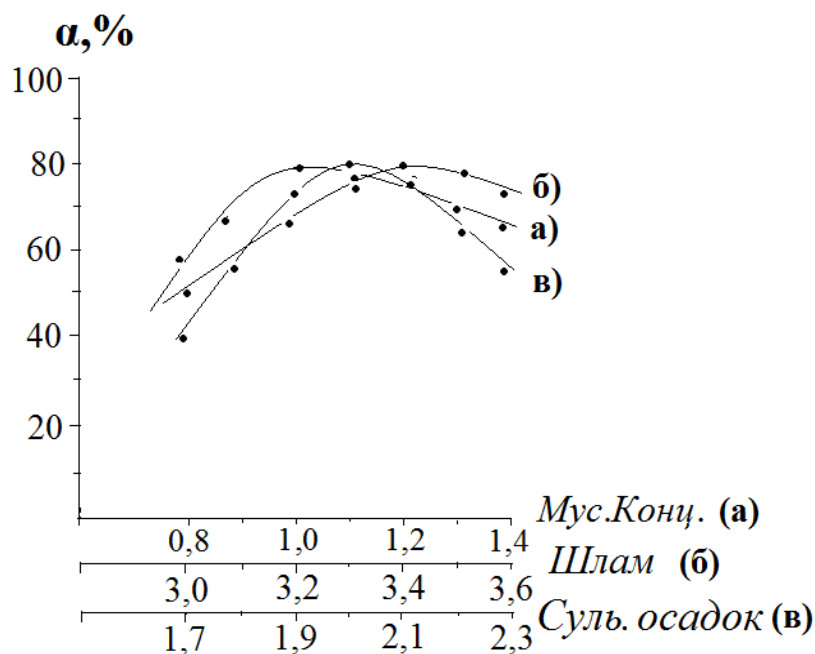 α,%
100
80
60
40
20
б)
а)
в)
0,8 1,0 1,2 1,4 Мус.Конц. (а)
3,0 3,2 3,4 3,6 Шлам (б)
1,7 1,9 2,1 2,3 Суль. осадок (в)